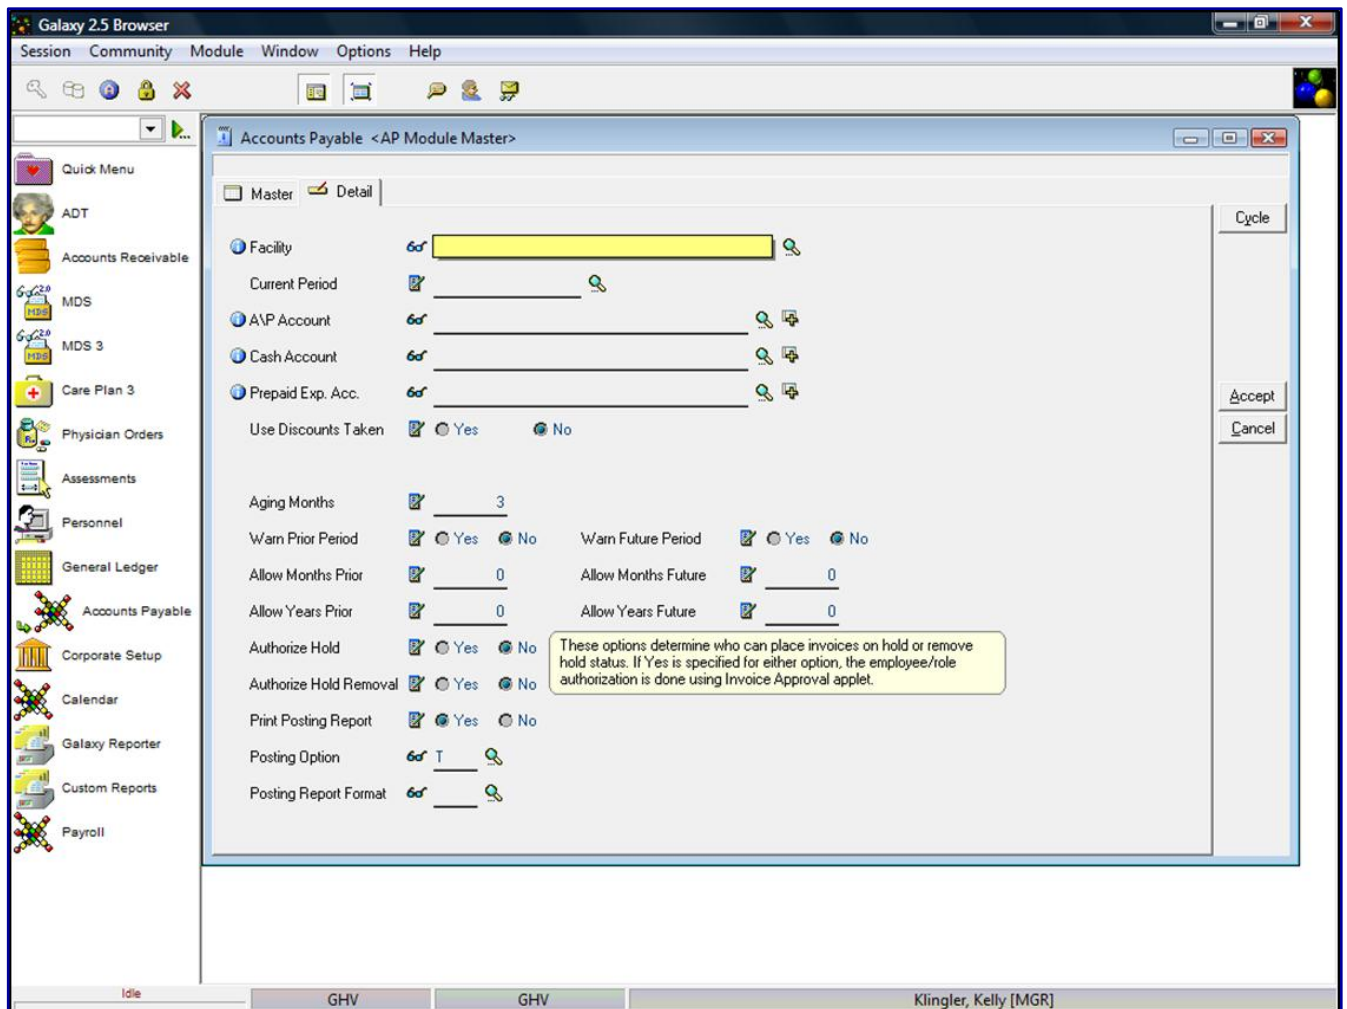 Galaxy 2.5 Browser
Session Community Module Window Options Help
Accounts Payable <AP Module Master>
Quick Menu
ADT
Accounts Receivable
MDS
MDS 3
Care Plan 3
Physician Orders
Assessments
Personnel
General Ledger
Accounts Payable
Corporate Setup
Calendar
Galaxy Reporter
Custom Reports
Payroll
Master Detail
Cycle
Facility
Current Period
A\P Account
Cash Account
Prepaid Exp. Acc.
Accept
Use Discounts Taken Yes No
Cancel
Aging Months 3
Warn Prior Period Yes No Warn Future Period Yes No
Allow Months Prior 0 Allow Months Future 0
Allow Years Prior 0 Allow Years Future 0
Authorize Hold Yes No
These options determine who can place invoices on hold or remove
hold status. If Yes is specified for either option, the employee/role
authorization is done using Invoice Approval applet.
Authorize Hold Removal Yes No
Print Posting Report Yes No
Posting Option T
Posting Report Format
Idle GHV GHV Klingler, Kelly [MGR]